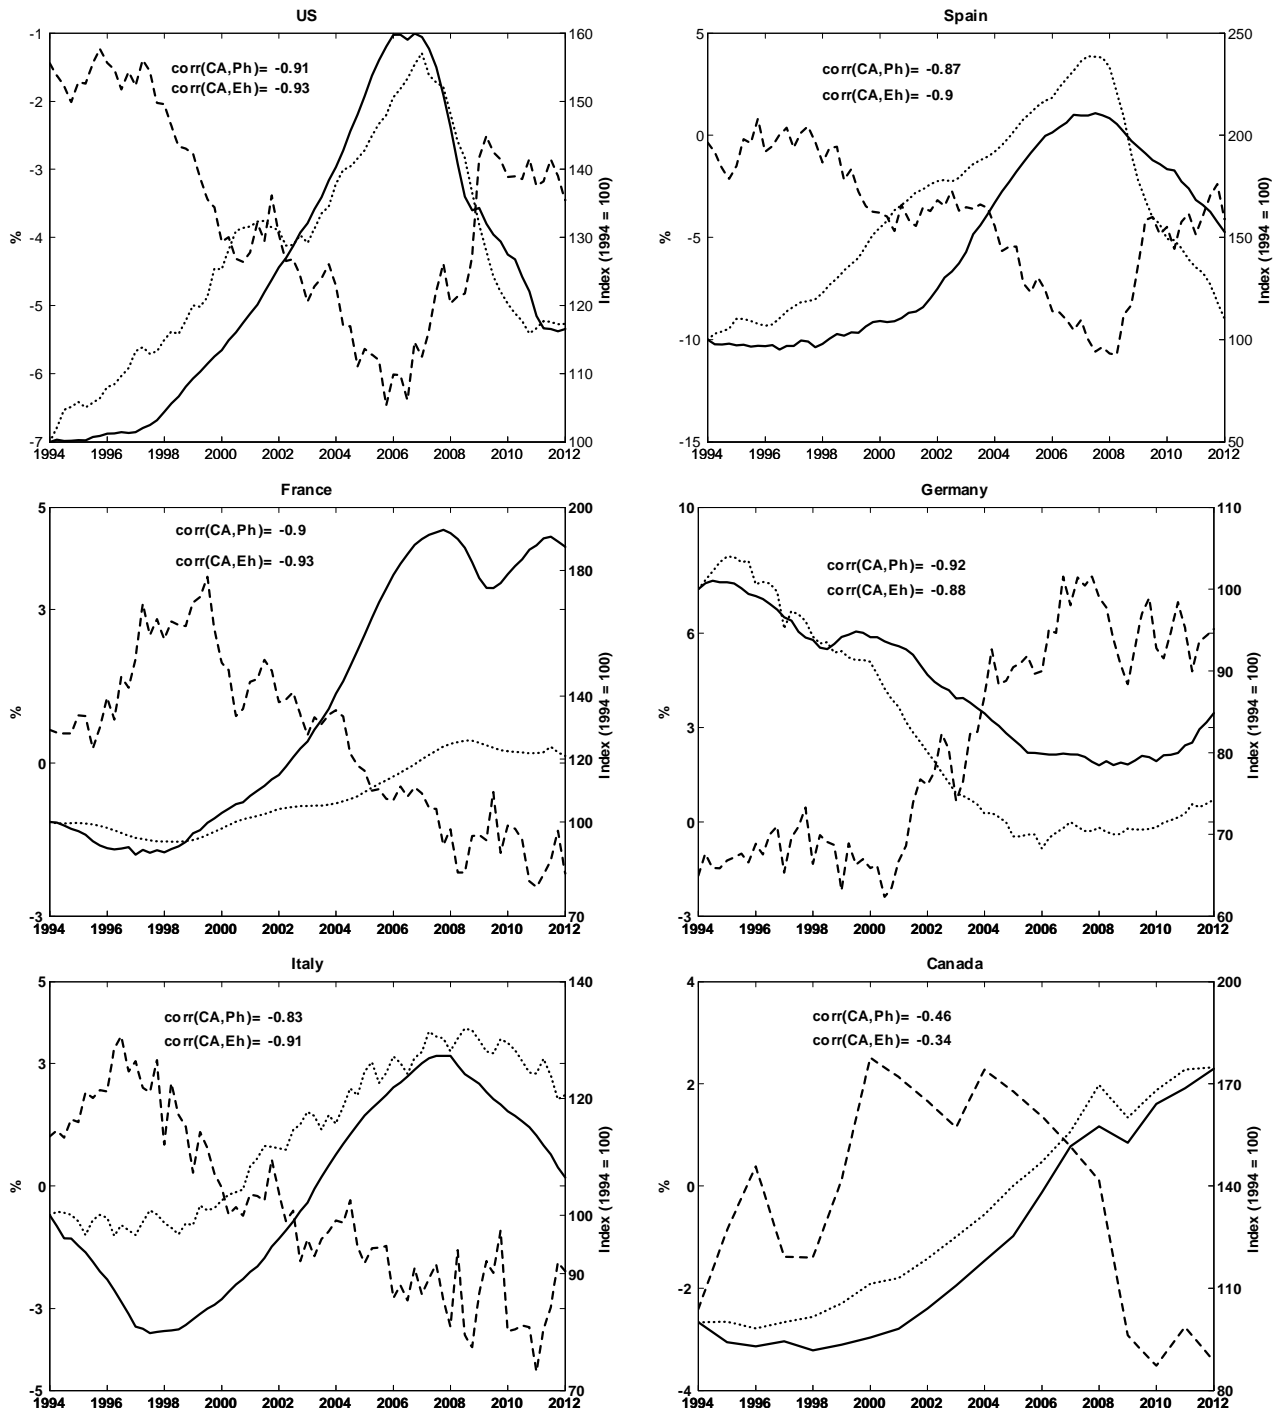 US
-1
-2
-3
-4
-5
-6
-7
%
corr(CA,Ph)= -0.91
corr(CA,Eh)= -0.93
160
150
140
130
120
110
100
Index (1994 = 100)
1994 1996 1998 2000 2002 2004 2006 2008 2010 2012
Spain
5
0
-5
-10
-15
%
corr(CA,Ph)= -0.87
corr(CA,Eh)= -0.9
250
200
150
100
50
Index (1994 = 100)
1994 1996 1998 2000 2002 2004 2006 2008 2010 2012
France
5
3
0
-3
%
corr(CA,Ph)= -0.9
corr(CA,Eh)= -0.93
200
180
140
120
100
70
Index (1994 = 100)
1994 1996 1998 2000 2002 2004 2006 2008 2010 2012
Germany
10
6
3
0
-3
%
corr(CA,Ph)= -0.92
corr(CA,Eh)= -0.88
110
100
90
80
70
60
Index (1994 = 100)
1994 1996 1998 2000 2002 2004 2006 2008 2010 2012
Italy
5
3
0
-3
-5
%
corr(CA,Ph)= -0.83
corr(CA,Eh)= -0.91
140
120
100
90
70
Index (1994 = 100)
1994 1996 1998 2000 2002 2004 2006 2008 2010 2012
Canada
4
2
0
-2
-4
%
corr(CA,Ph)= -0.46
corr(CA,Eh)= -0.34
200
170
140
110
80
Index (1994 = 100)
1994 1996 1998 2000 2002 2004 2006 2008 2010 2012